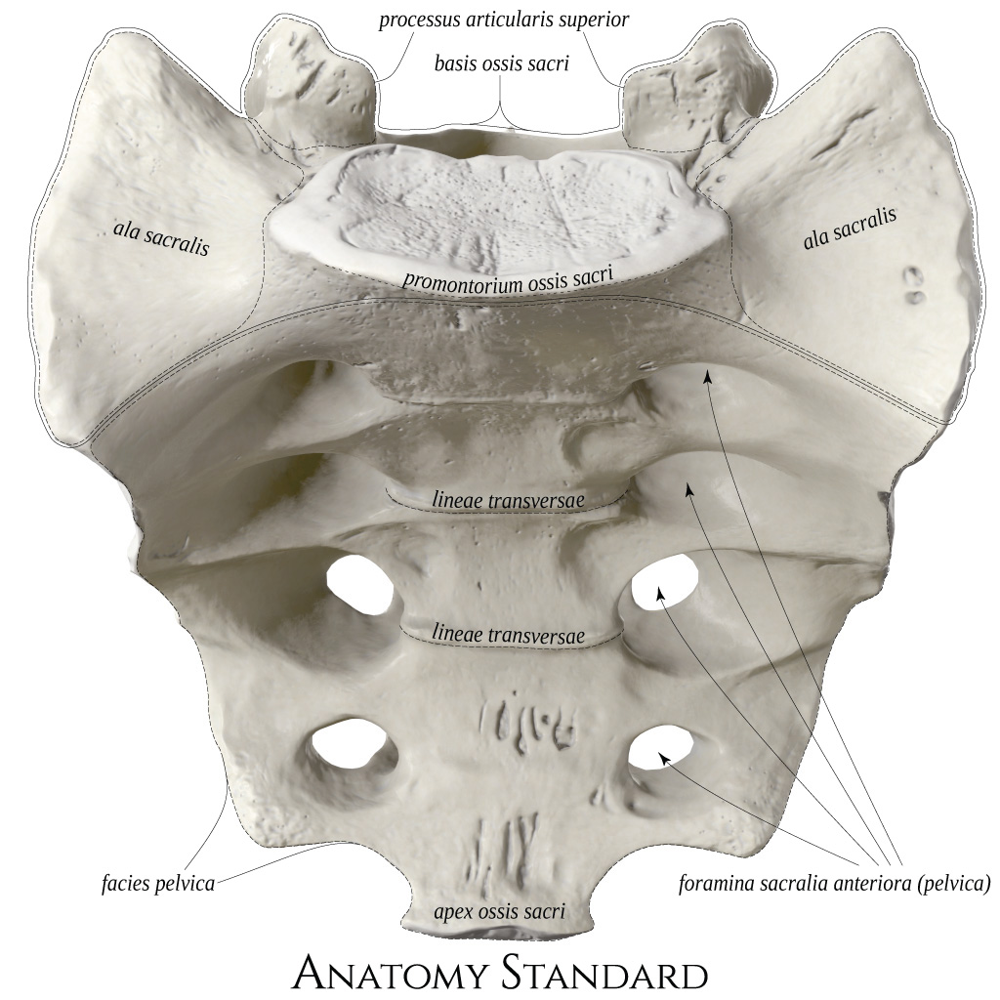 processus articularis superior
basis ossis sacri
ala sacralis
ala sacralis
promontorium ossis sacri
lineae transversae
lineae transversae
facies pelvica
foramina sacralia anteriora (pelvica)
apex ossis sacri
Anatomy Standard